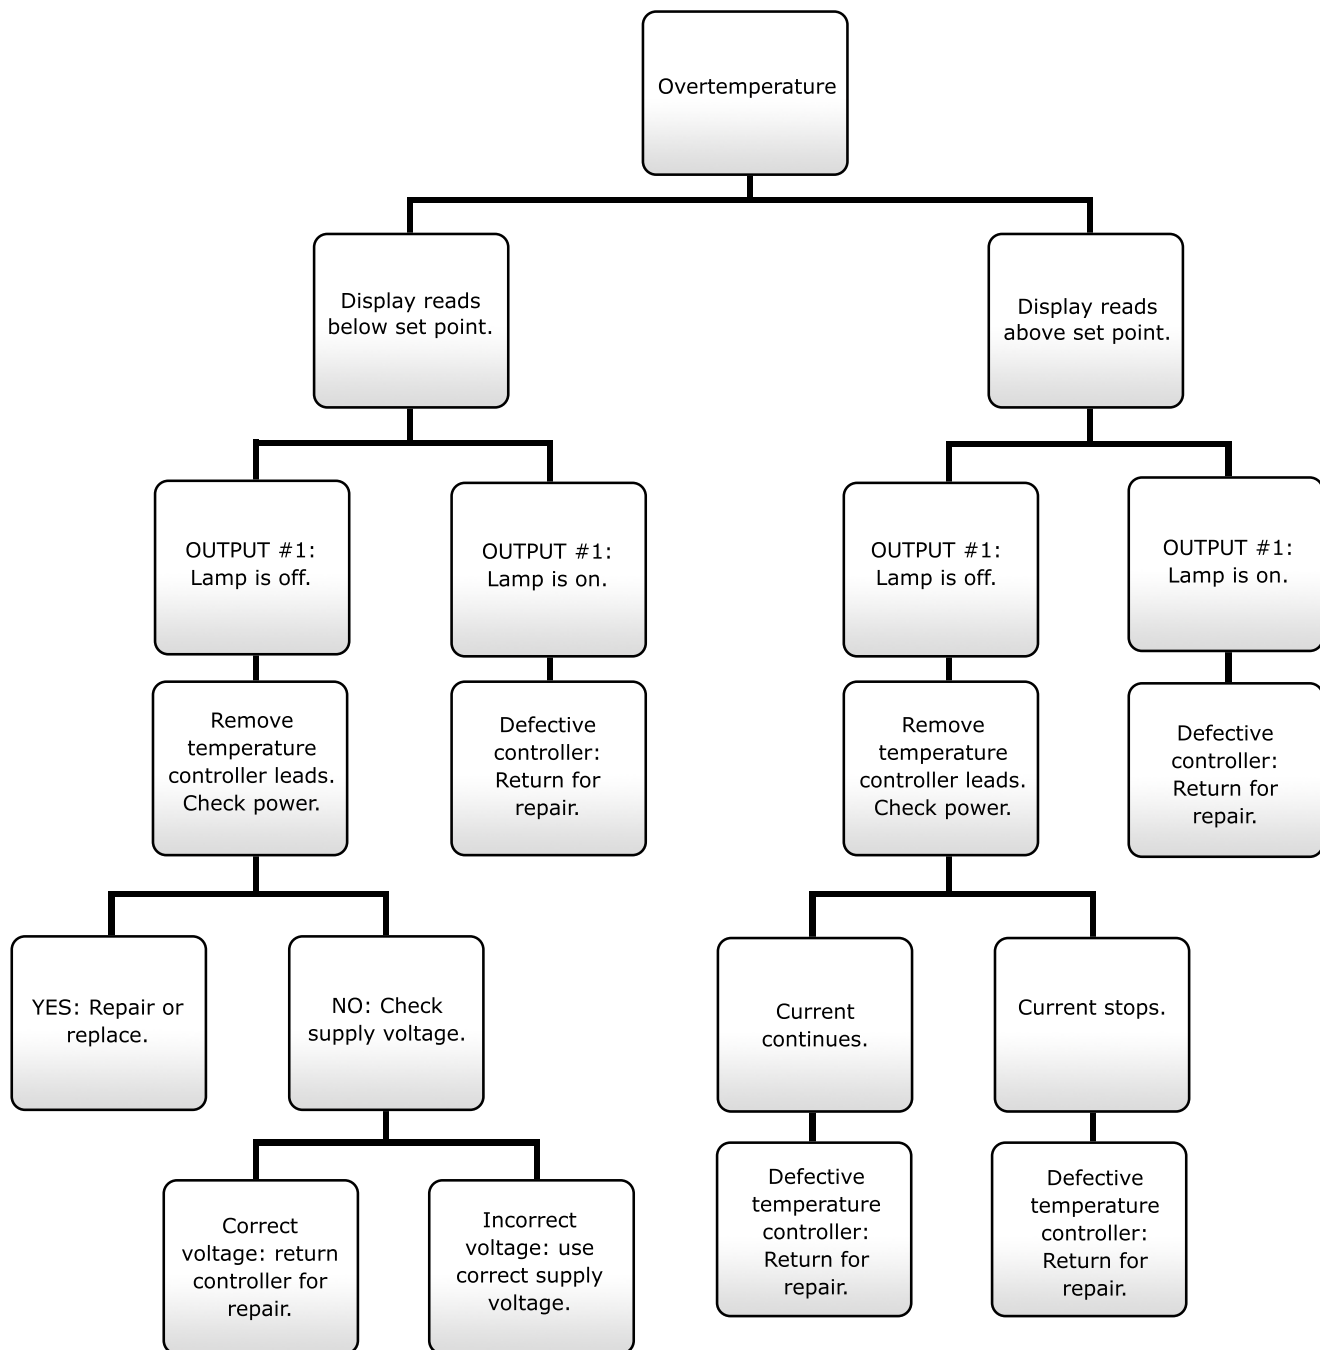 Overtemperature
Display reads
below set point.
Display reads
above set point.
OUTPUT #1:
Lamp is off.
OUTPUT #1:
Lamp is on.
OUTPUT #1:
Lamp is off.
OUTPUT #1:
Lamp is on.
Remove
temperature
controller leads.
Check power.
Defective
controller:
Return for
repair.
Remove
temperature
controller leads.
Check power.
Defective
controller:
Return for
repair.
YES: Repair or
replace.
NO: Check
supply voltage.
Current
continues.
Current stops.
Correct
voltage: return
controller for
repair.
Incorrect
voltage: use
correct supply
voltage.
Defective
temperature
controller:
Return for
repair.
Defective
temperature
controller:
Return for
repair.